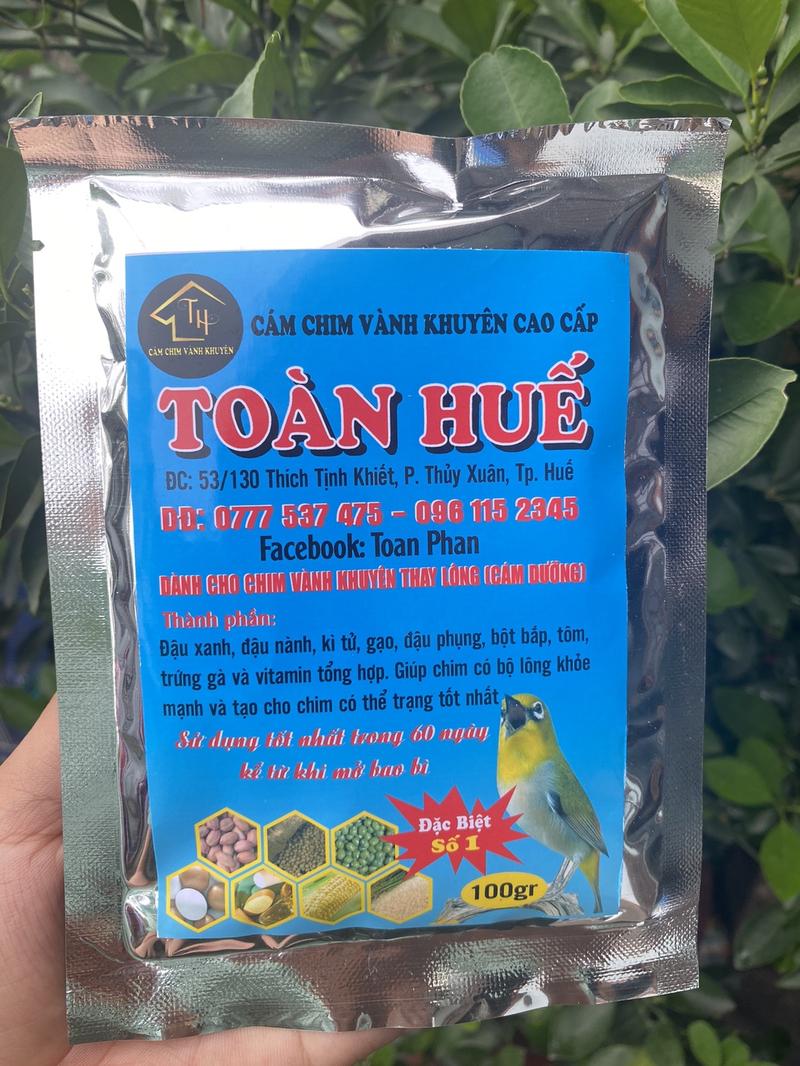 TH
CÁM CHIM VÀNH KHUYÊN
CÁM CHIM VÀNH KHUYÊN CAO CẤP
TOÀN HUẾ
ĐC: 53/130 Thích Tịnh Khiết, P. Thủy Xuân, Tp. Huế
DĐ: 0777 537 475 – 096 115 2345
Facebook: Toan Phan
DÀNH CHO CHIM VÀNH KHUYÊN THAY LÔNG (CÁM DƯỠNG)
Thành phần:
Đậu xanh, đậu nành, kì tử, gạo, đậu phụng, bột bắp, tôm,
trứng gà và vitamin tổng hợp. Giúp chim có bộ lông khỏe
mạnh và tạo cho chim có thể trạng tốt nhất
Sử dụng tốt nhất trong 60 ngày
kể từ khi mở bao bì
Đặc Biệt
Số 1
100gr